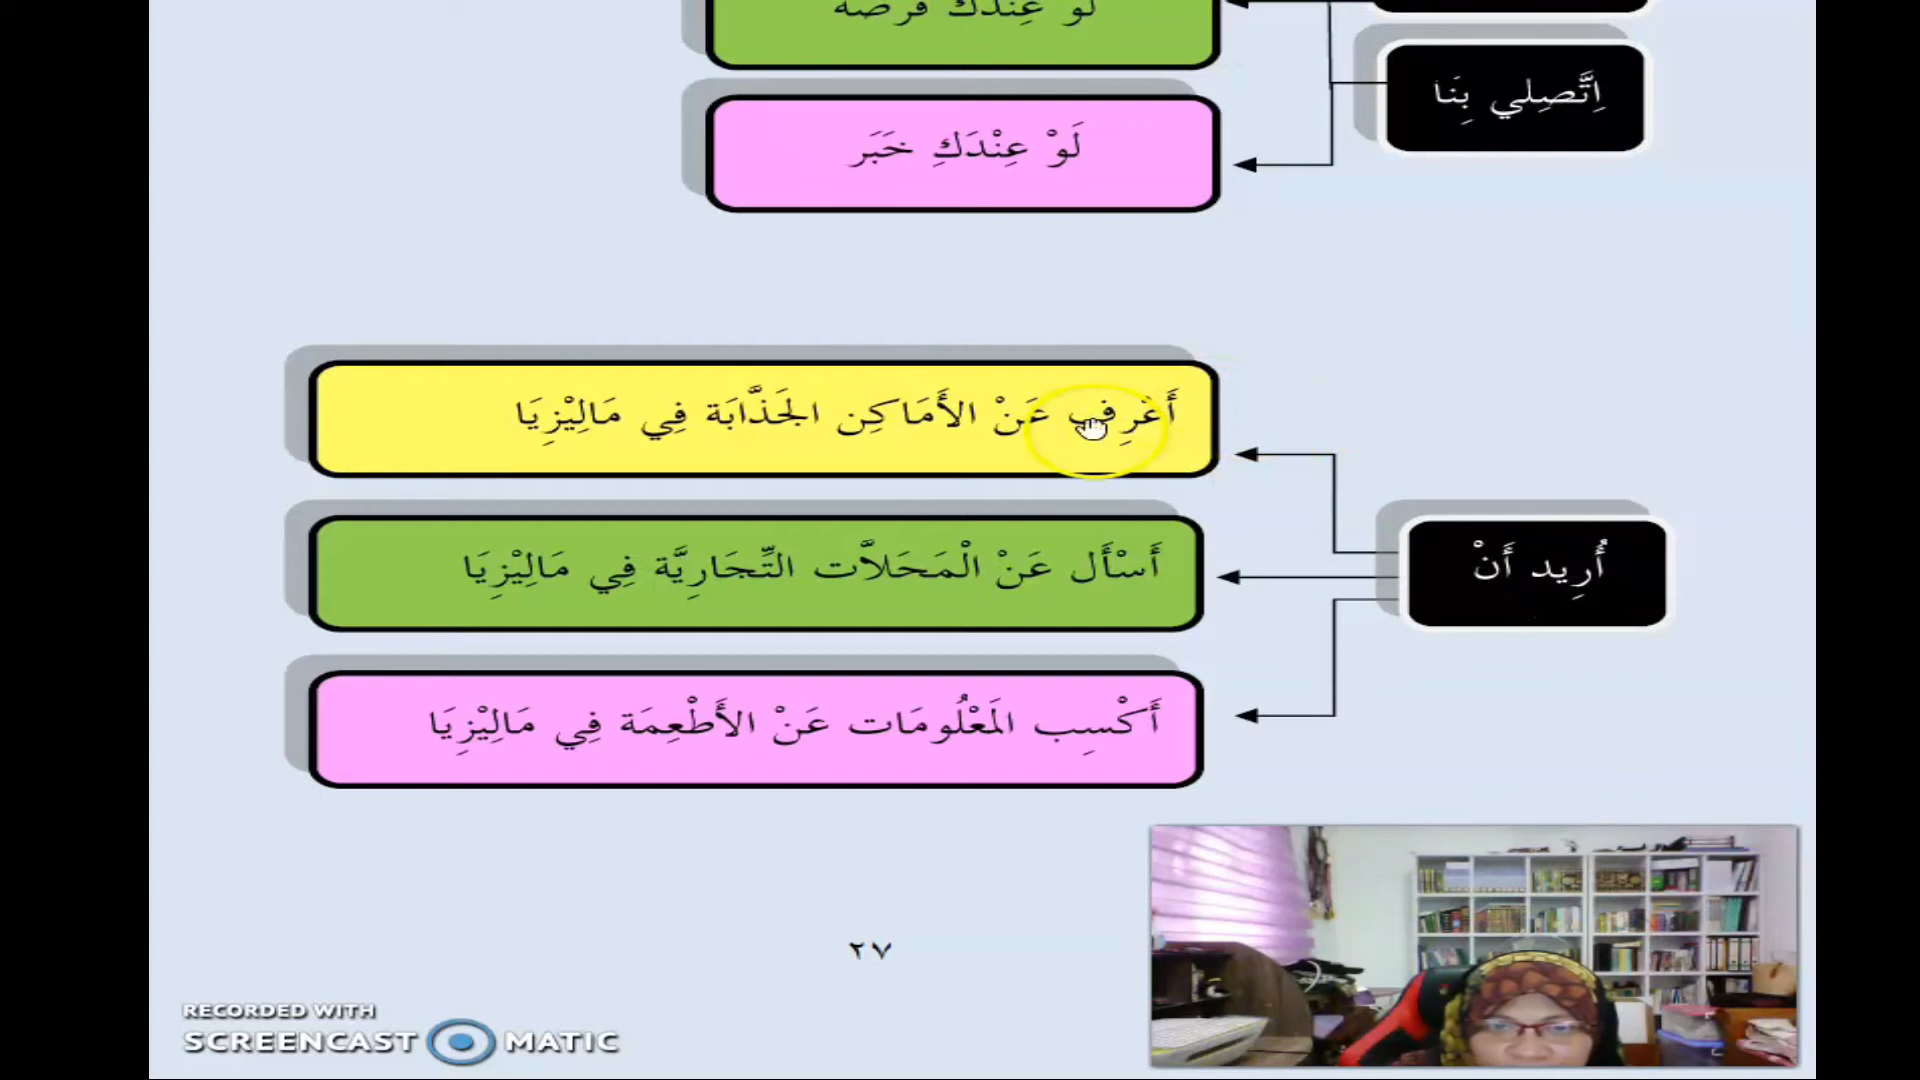 لَوْ عِنْدَكَ فُرْصَة
اِتَّصِلي بِنَا
لَوْ عِنْدَكِ خَبَر
أَعْرِف عَنْ الأَمَاكِن الجَذَّابَة فِي مَالِيْزِيَا
أُرِيد أَنْ
أَسْأَل عَنْ الْمَحَلاَّت التِّجَارِيَّة فِي مَالِيْزِيَا
أَكْسِب المَعْلُومَات عَنْ الأَطْعِمَة فِي مَالِيْزِيَا
٢٧
RECORDED WITH
SCREENCAST MATIC